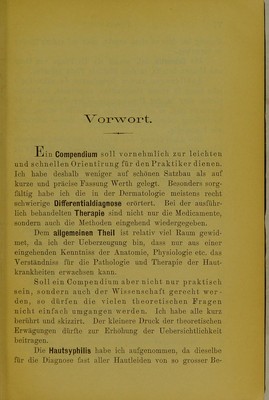 Vorwort.
Ein Compendium soll vornehmlich zur leichten
und schnellen Orientirung für den Praktiker dienen.
Ich habe deshalb weniger auf schönen Satzbau als auf
kurze und präcise Fassung Werth gelegt. Besonders sorg-
fältig habe ich die in der Dermatologie meistens recht
schwierige Differentialdiagnose erörtert. Bei der ausführ-
lich behandelten Therapie sind nicht nur die Medicamente,
sondern auch die Methoden eingehend wiedergegeben.
Dem allgemeinen Theil ist relativ viel Raum gewid-
met, da ich der Ueberzeugung bin, dass nur aus einer
eingehenden Kenntniss der Anatomie, Physiologie etc. das
Verständniss für die Pathologie und Therapie der Haut-
krankheiten erwachsen kann.
Soll ein Compendium aber nicht nur praktisch
sein, sondern auch der Wissenschaft gerecht wer-
den, so dürfen die vielen theoretischen Fragen
nicht einfach umgangen werden. Ich habe alle kurz
berührt und skizzirt. Der kleinere Druck der theoretischen
Erwägungen dürfte zur Erhöhung der Uebersichtlichkeit
beitragen.
Die Hautsyphilis habe ich aufgenommen, da dieselbe
für die Diagnose fast aller Hautleiden von so grosser Be-